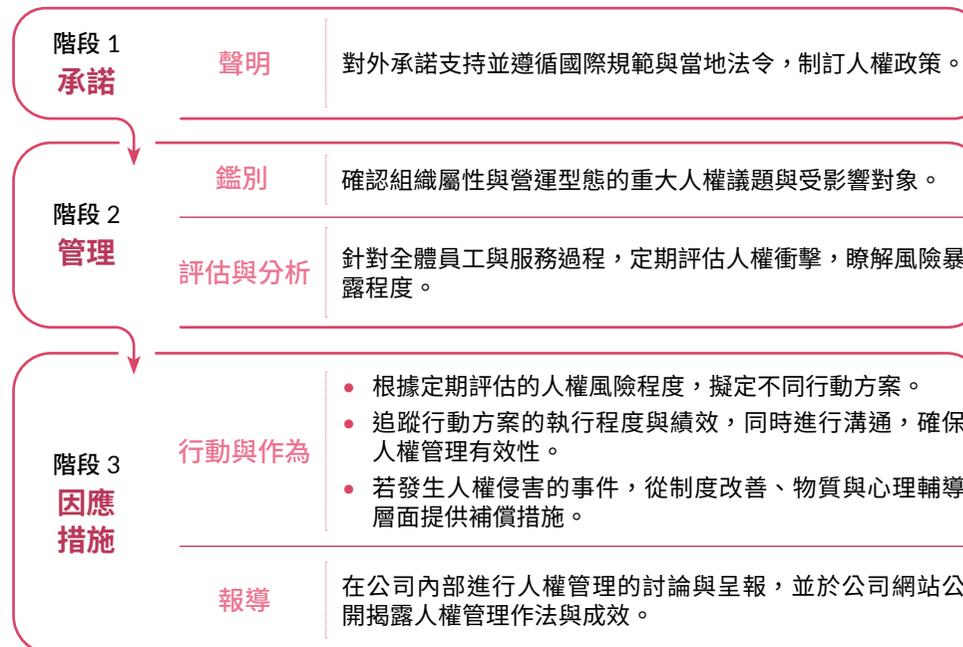 階段 1
承諾
聲明
對外承諾支持並遵循國際規範與當地法令，制訂人權政策。
階段 2
管理
鑑別
確認組織屬性與營運型態的重大人權議題與受影響對象。
評估與分析
針對全體員工與服務過程，定期評估人權衝擊，瞭解風險暴
露程度。
階段 3
因應
措施
行動與作為
• 根據定期評估的人權風險程度，擬定不同行動方案。
• 追蹤行動方案的執行程度與績效，同時進行溝通，確保
人權管理有效性。
• 若發生人權侵害的事件，從制度改善、物質與心理輔導
層面提供補償措施。
報導
在公司內部進行人權管理的討論與呈報，並於公司網站公
開揭露人權管理作法與成效。